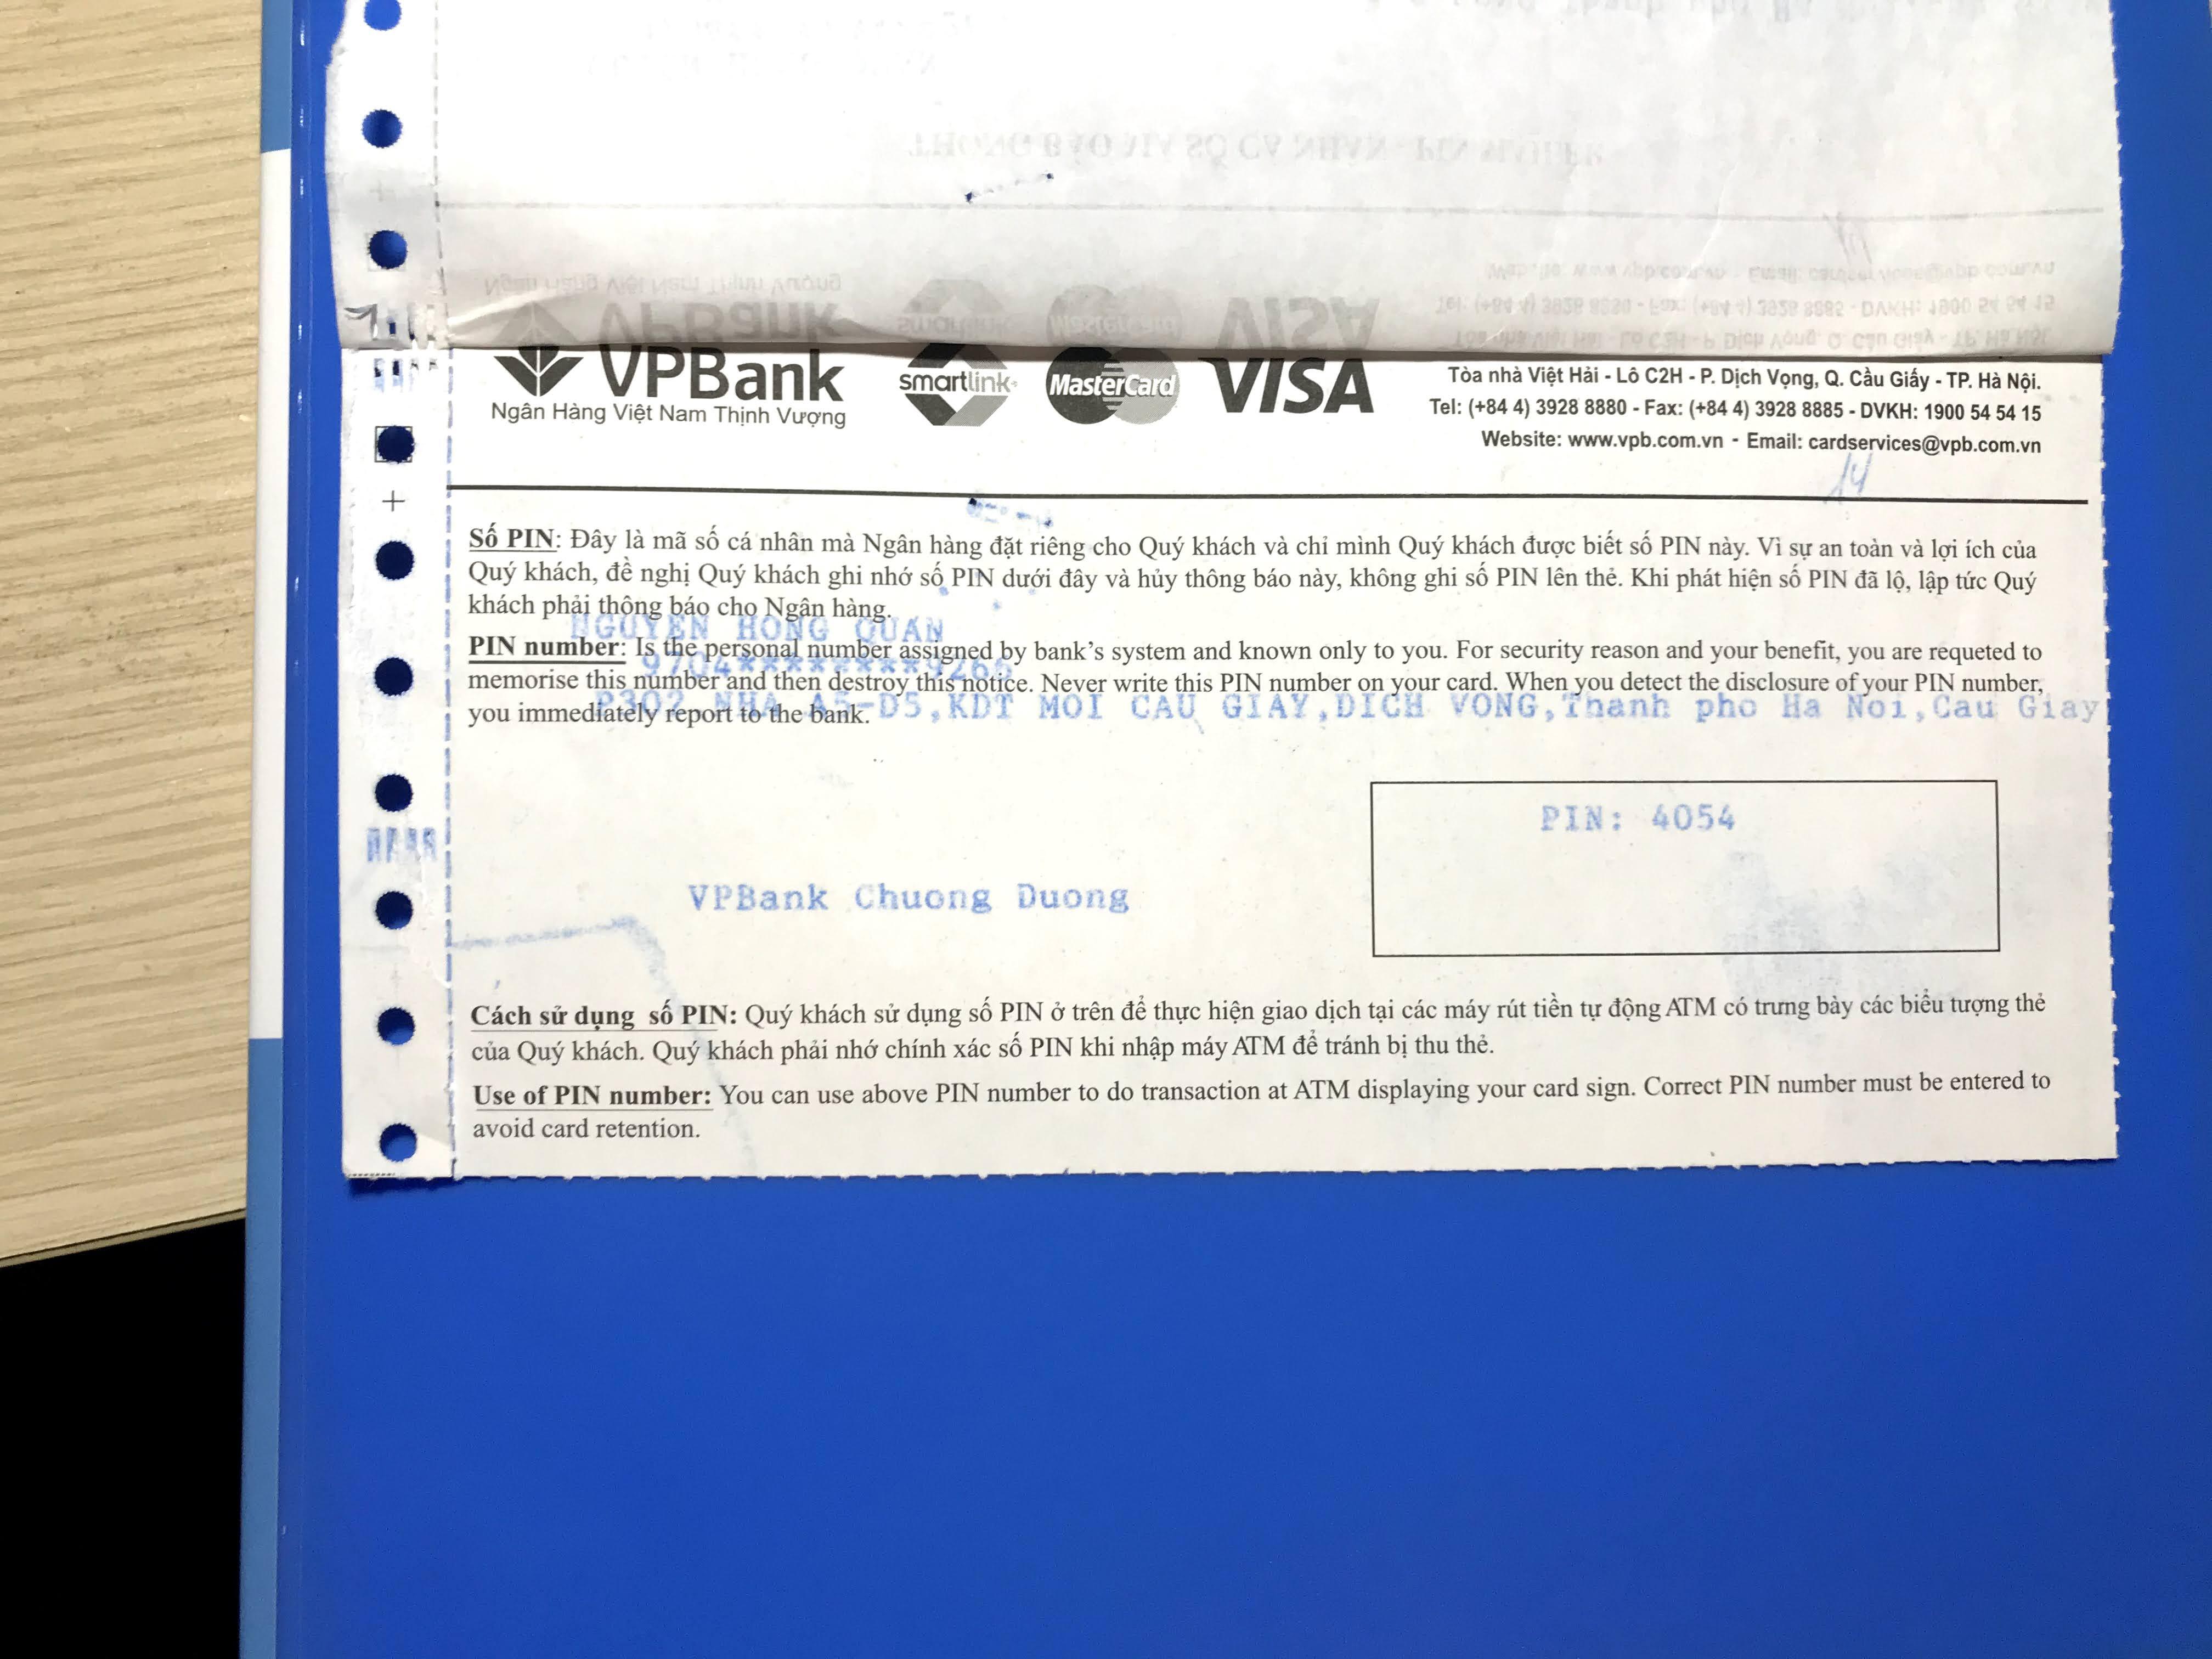 VPBank
Ngân Hàng Việt Nam Thịnh Vượng
smartlink
MasterCard
VISA
Tòa nhà Việt Hải - Lô C2H - P. Dịch Vọng, Q. Cầu Giấy - TP. Hà Nội.
Tel: (+84 4) 3928 8880 - Fax: (+84 4) 3928 8885 - DVKH: 1900 54 54 15
Website: www.vpb.com.vn - Email: cardservices@vpb.com.vn
Số PIN: Đây là mã số cá nhân mà Ngân hàng đặt riêng cho Quý khách và chỉ mình Quý khách được biết số PIN này. Vì sự an toàn và lợi ích của
Quý khách, đề nghị Quý khách ghi nhớ số PIN dưới đây và hủy thông báo này, không ghi số PIN lên thẻ. Khi phát hiện số PIN đã lộ, lập tức Quý
khách phải thông báo cho Ngân hàng.
NGUYEN HONG QUAN
PIN number: Is the personal number assigned by bank's system and known only to you. For security reason and your benefit, you are requeted to
memorise this number and then destroy this notice. Never write this PIN number on your card. When you detect the disclosure of your PIN number,
you immediately report to the bank.
P302 NHA A5-D5,KDT MOI CAU GIAY,DICH VONG,Thanh pho Ha Noi,Cau Giay
PIN: 4054
VPBank Chuong Duong
Cách sử dụng số PIN: Quý khách sử dụng số PIN ở trên để thực hiện giao dịch tại các máy rút tiền tự động ATM có trưng bày các biểu tượng thẻ
của Quý khách. Quý khách phải nhớ chính xác số PIN khi nhập máy ATM để tránh bị thu thẻ.
Use of PIN number: You can use above PIN number to do transaction at ATM displaying your card sign. Correct PIN number must be entered to
avoid card retention.